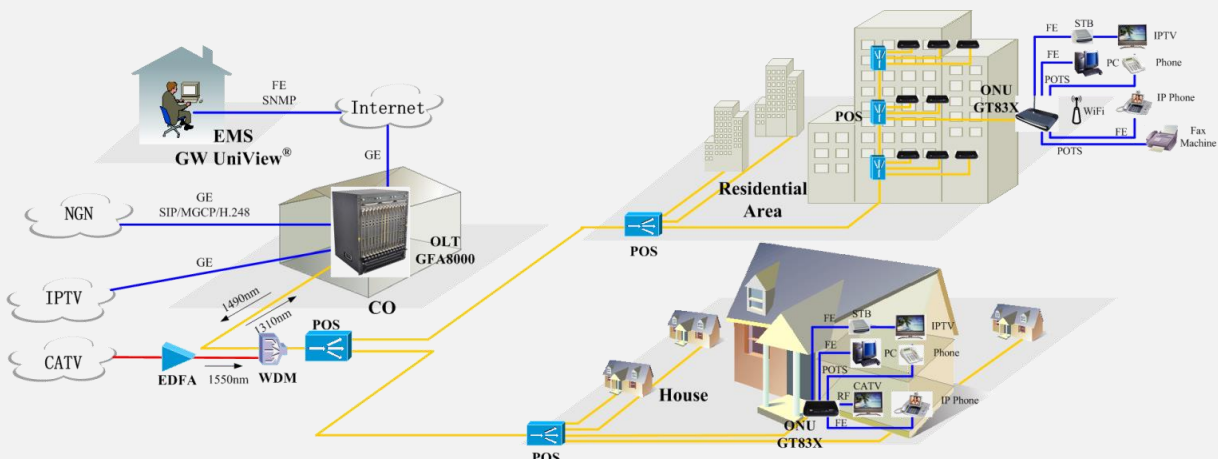 FE
SNMP
Internet
EMS
GW UniView®
GE
NGN
GE
SIP/MGCP/H.248
OLT
GFA8000
GE
IPTV
CO
1490nm
1310nm
POS
CATV
EDFA
1550nm
WDM
POS
Residential
Area
POS
ONU
GT83X
FE
STB
IPTV
FE
PC
Phone
POTS
WiFi
IP Phone
FE
POTS
Fax
Machine
House
POS
FE
STB
IPTV
FE
PC
Phone
POTS
RF
CATV
IP Phone
FE
ONU
GT83X